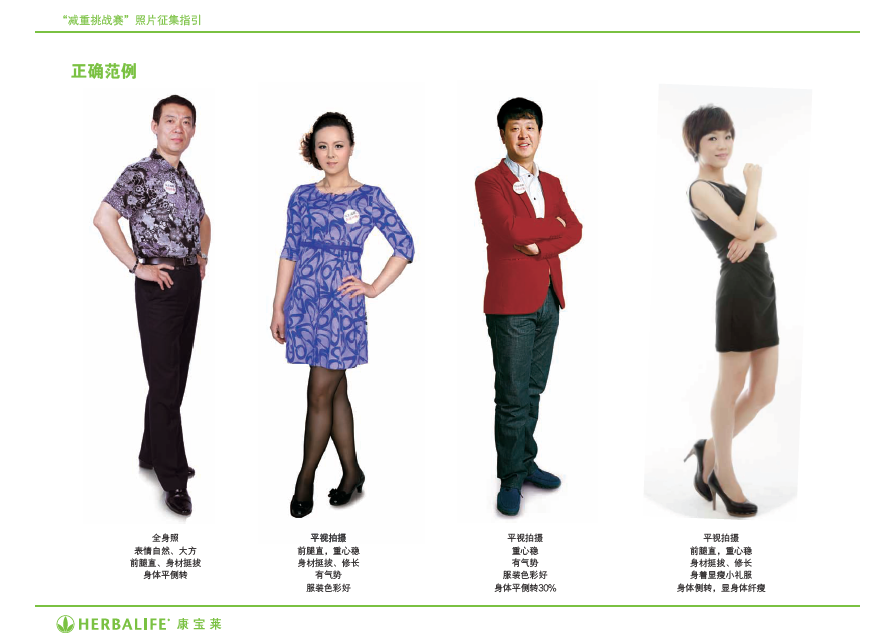 “减重挑战赛”照片征集指引
正确范例
全身照
表情自然、大方
前腿直、身材挺拔
身体平侧转
平视拍摄
前腿直，重心稳
身材挺拔、修长
有气势
服装色彩好
平视拍摄
重心稳
有气势
服装色彩好
身体平侧转30%
平视拍摄
前腿直，重心稳
身材挺拔、修长
身着显瘦小礼服
身体侧转，显身体纤瘦
HERBALIFE 康宝莱